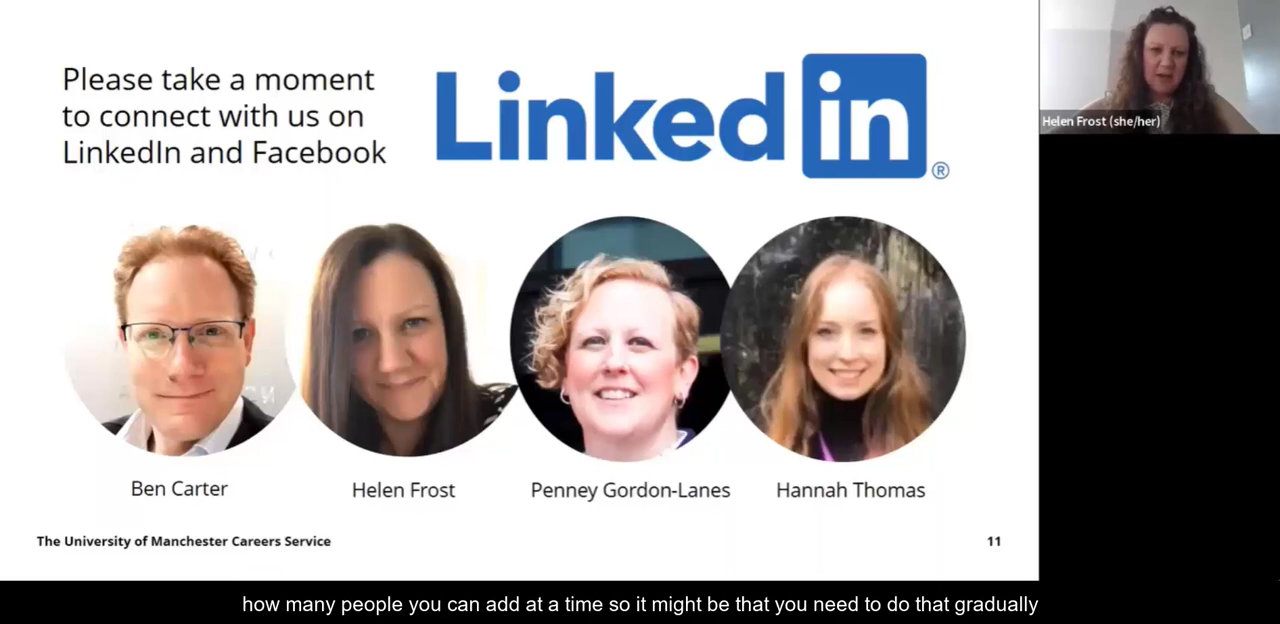 Please take a moment
to connect with us on
LinkedIn and Facebook
Linkedin®
Helen Frost (she/her)
Ben Carter
Helen Frost
Penney Gordon-Lanes
Hannah Thomas
The University of Manchester Careers Service
11
how many people you can add at a time so it might be that you need to do that gradually